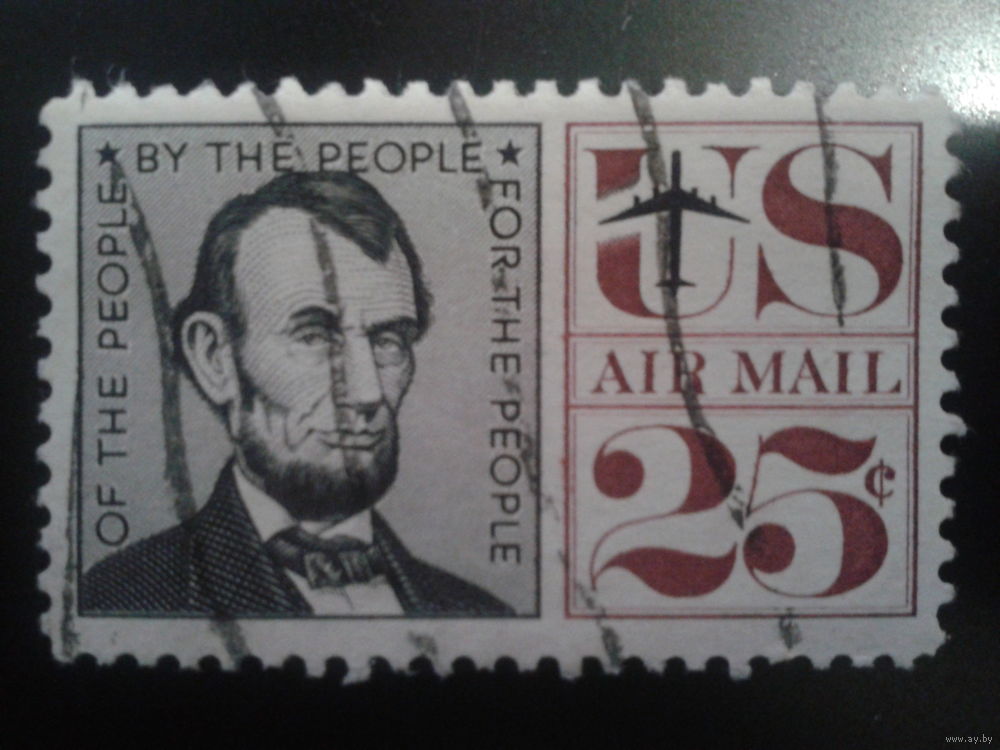 OF THE PEOPLE
★ BY THE PEOPLE ★
FOR THE PEOPLE
US
AIR MAIL
25¢
www.ay.by